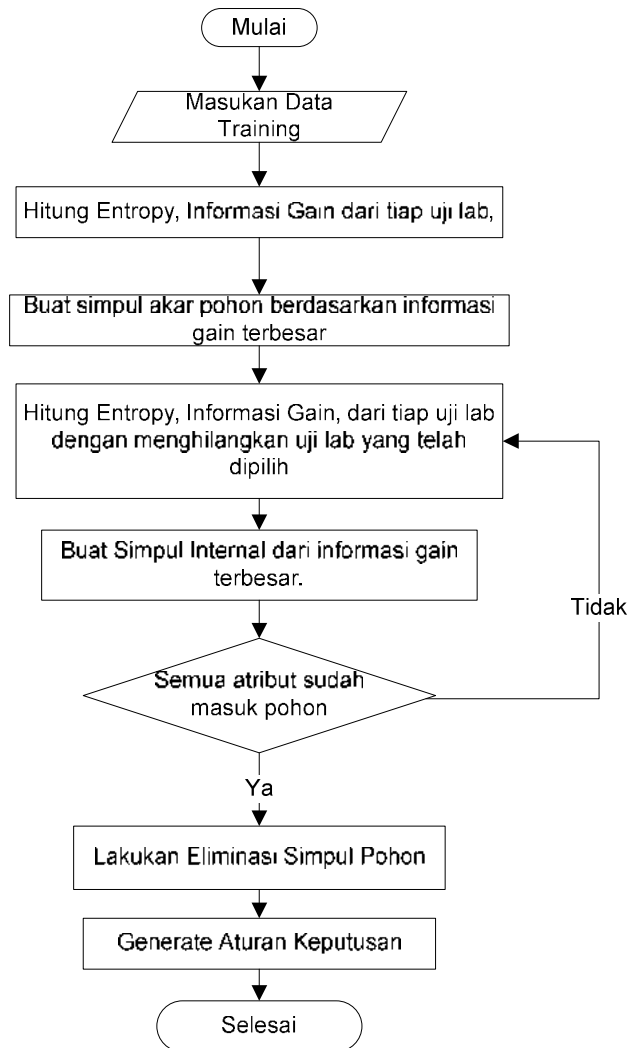 Mulai
Masukan Data
Training
Hitung Entropy, Informasi Gain dari tiap uji lab,
Buat simpul akar pohon berdasarkan informasi
gain terbesar
Hitung Entropy, Informasi Gain, dari tiap uji lab
dengan menghilangkan uji lab yang telah
dipilih
Buat Simpul Internal dari informasi gain
terbesar.
Tidak
Semua atribut sudah
masuk pohon
Ya
Lakukan Eliminasi Simpul Pohon
Generate Aturan Keputusan
Selesai